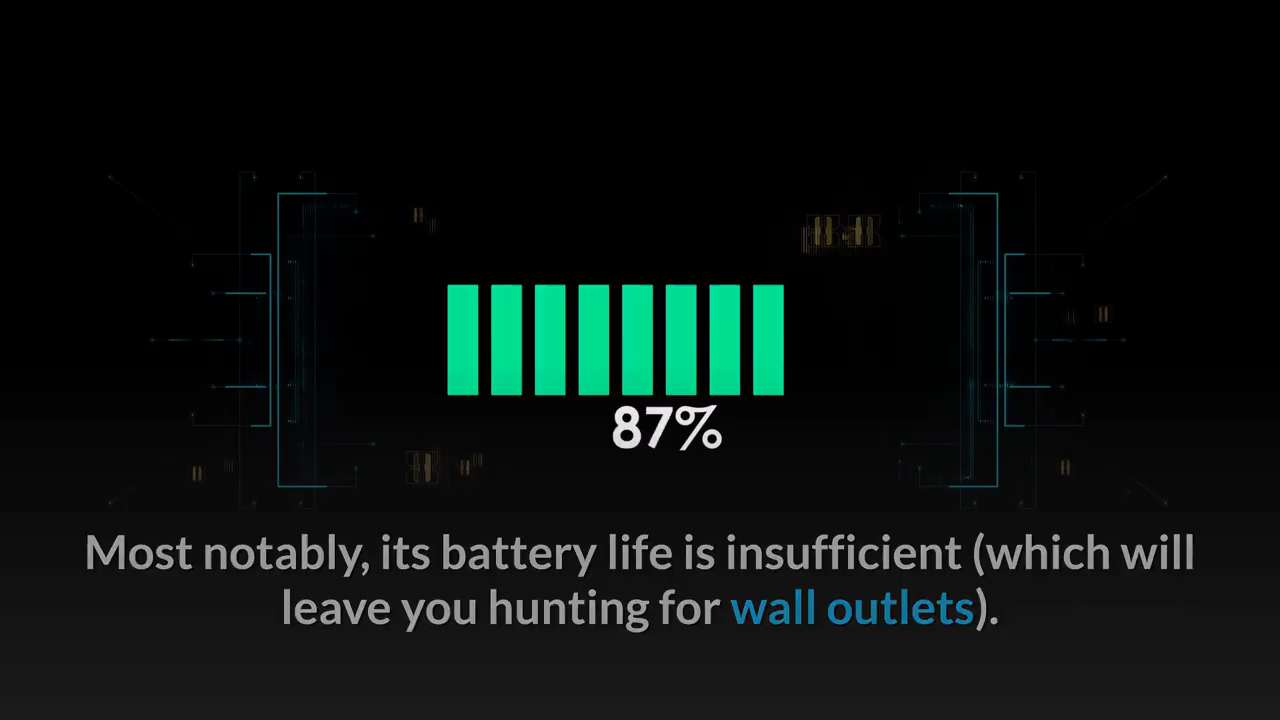 87%
Most notably, its battery life is insufficient (which will
leave you hunting for wall outlets).